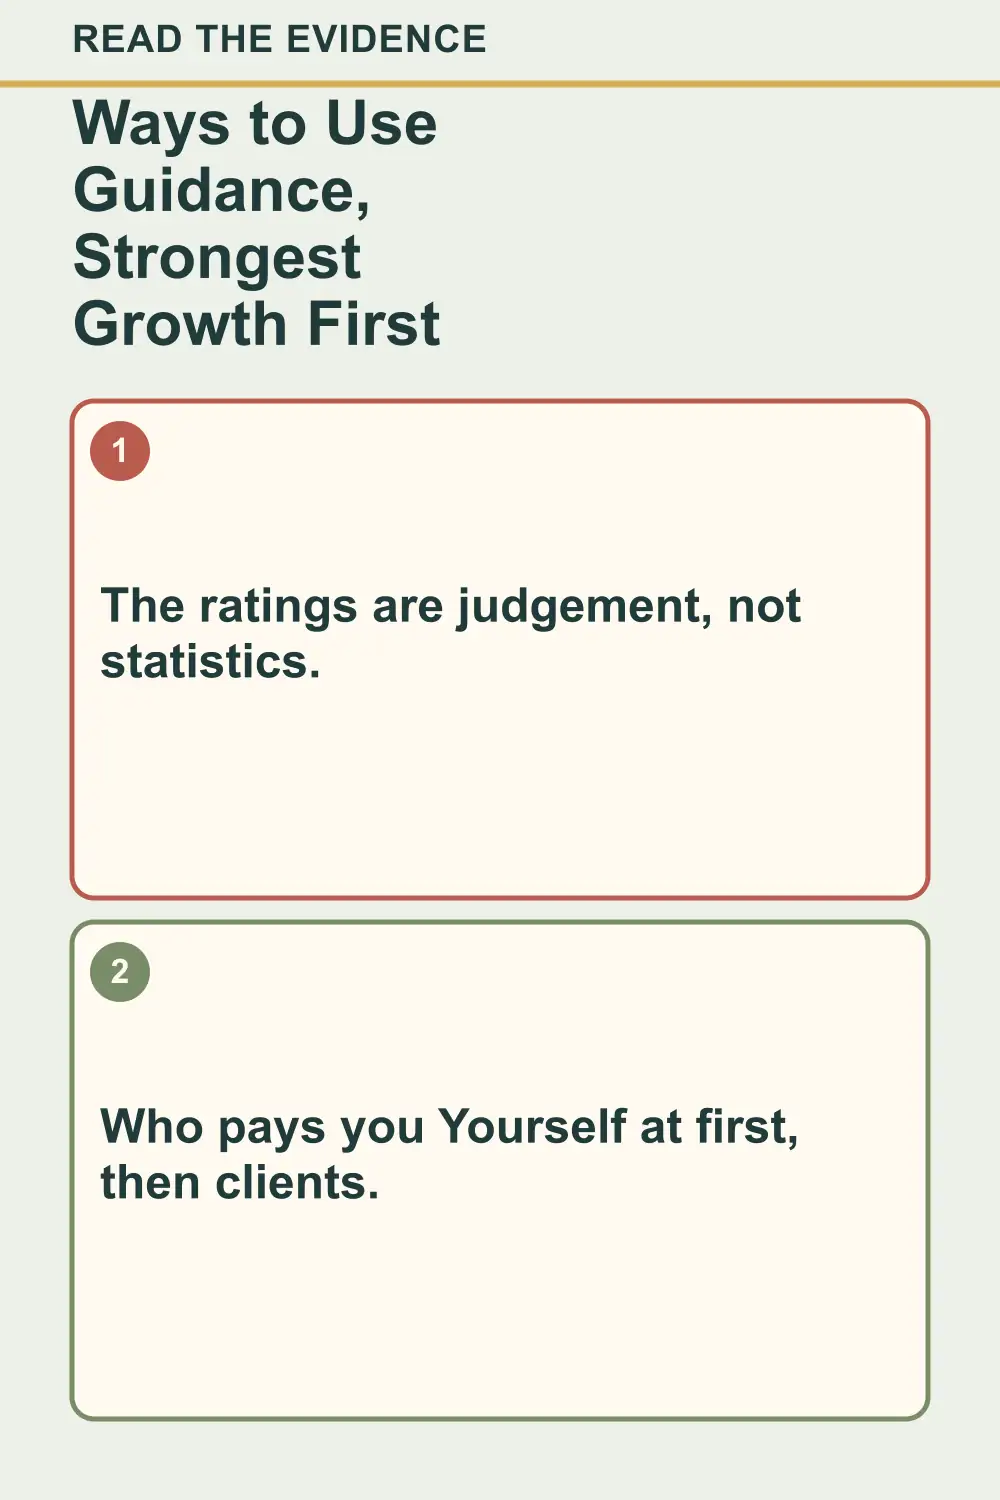 READ THE EVIDENCE
Ways to Use
Guidance,
Strongest
Growth First
1
The ratings are judgement, not
statistics.
2
Who pays you Yourself at first,
then clients.